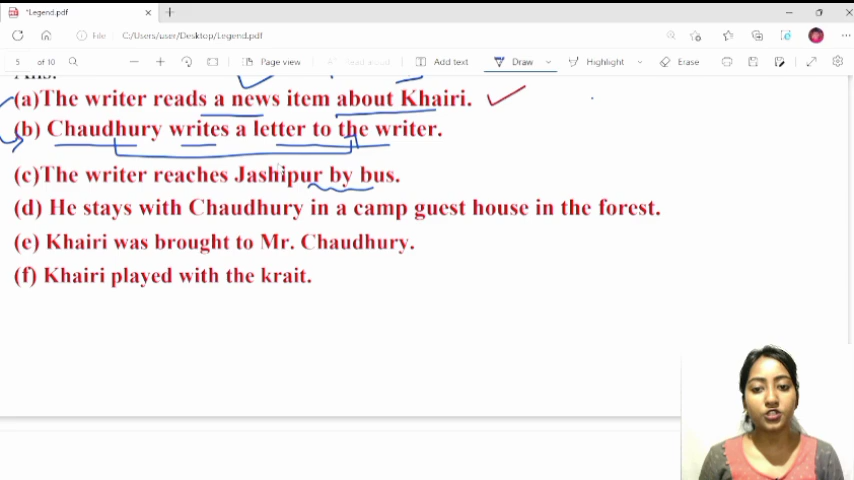 *Legend.pdf
File
C:/Users/user/Desktop/Legend.pdf
5 of 10
Page view
Read aloud
Add text
Draw
Highlight
Erase
Ans:
(a)The writer reads a news item about Khairi.
(b) Chaudhury writes a letter to the writer.
(c)The writer reaches Jashipur by bus.
(d) He stays with Chaudhury in a camp guest house in the forest.
(e) Khairi was brought to Mr. Chaudhury.
(f) Khairi played with the krait.